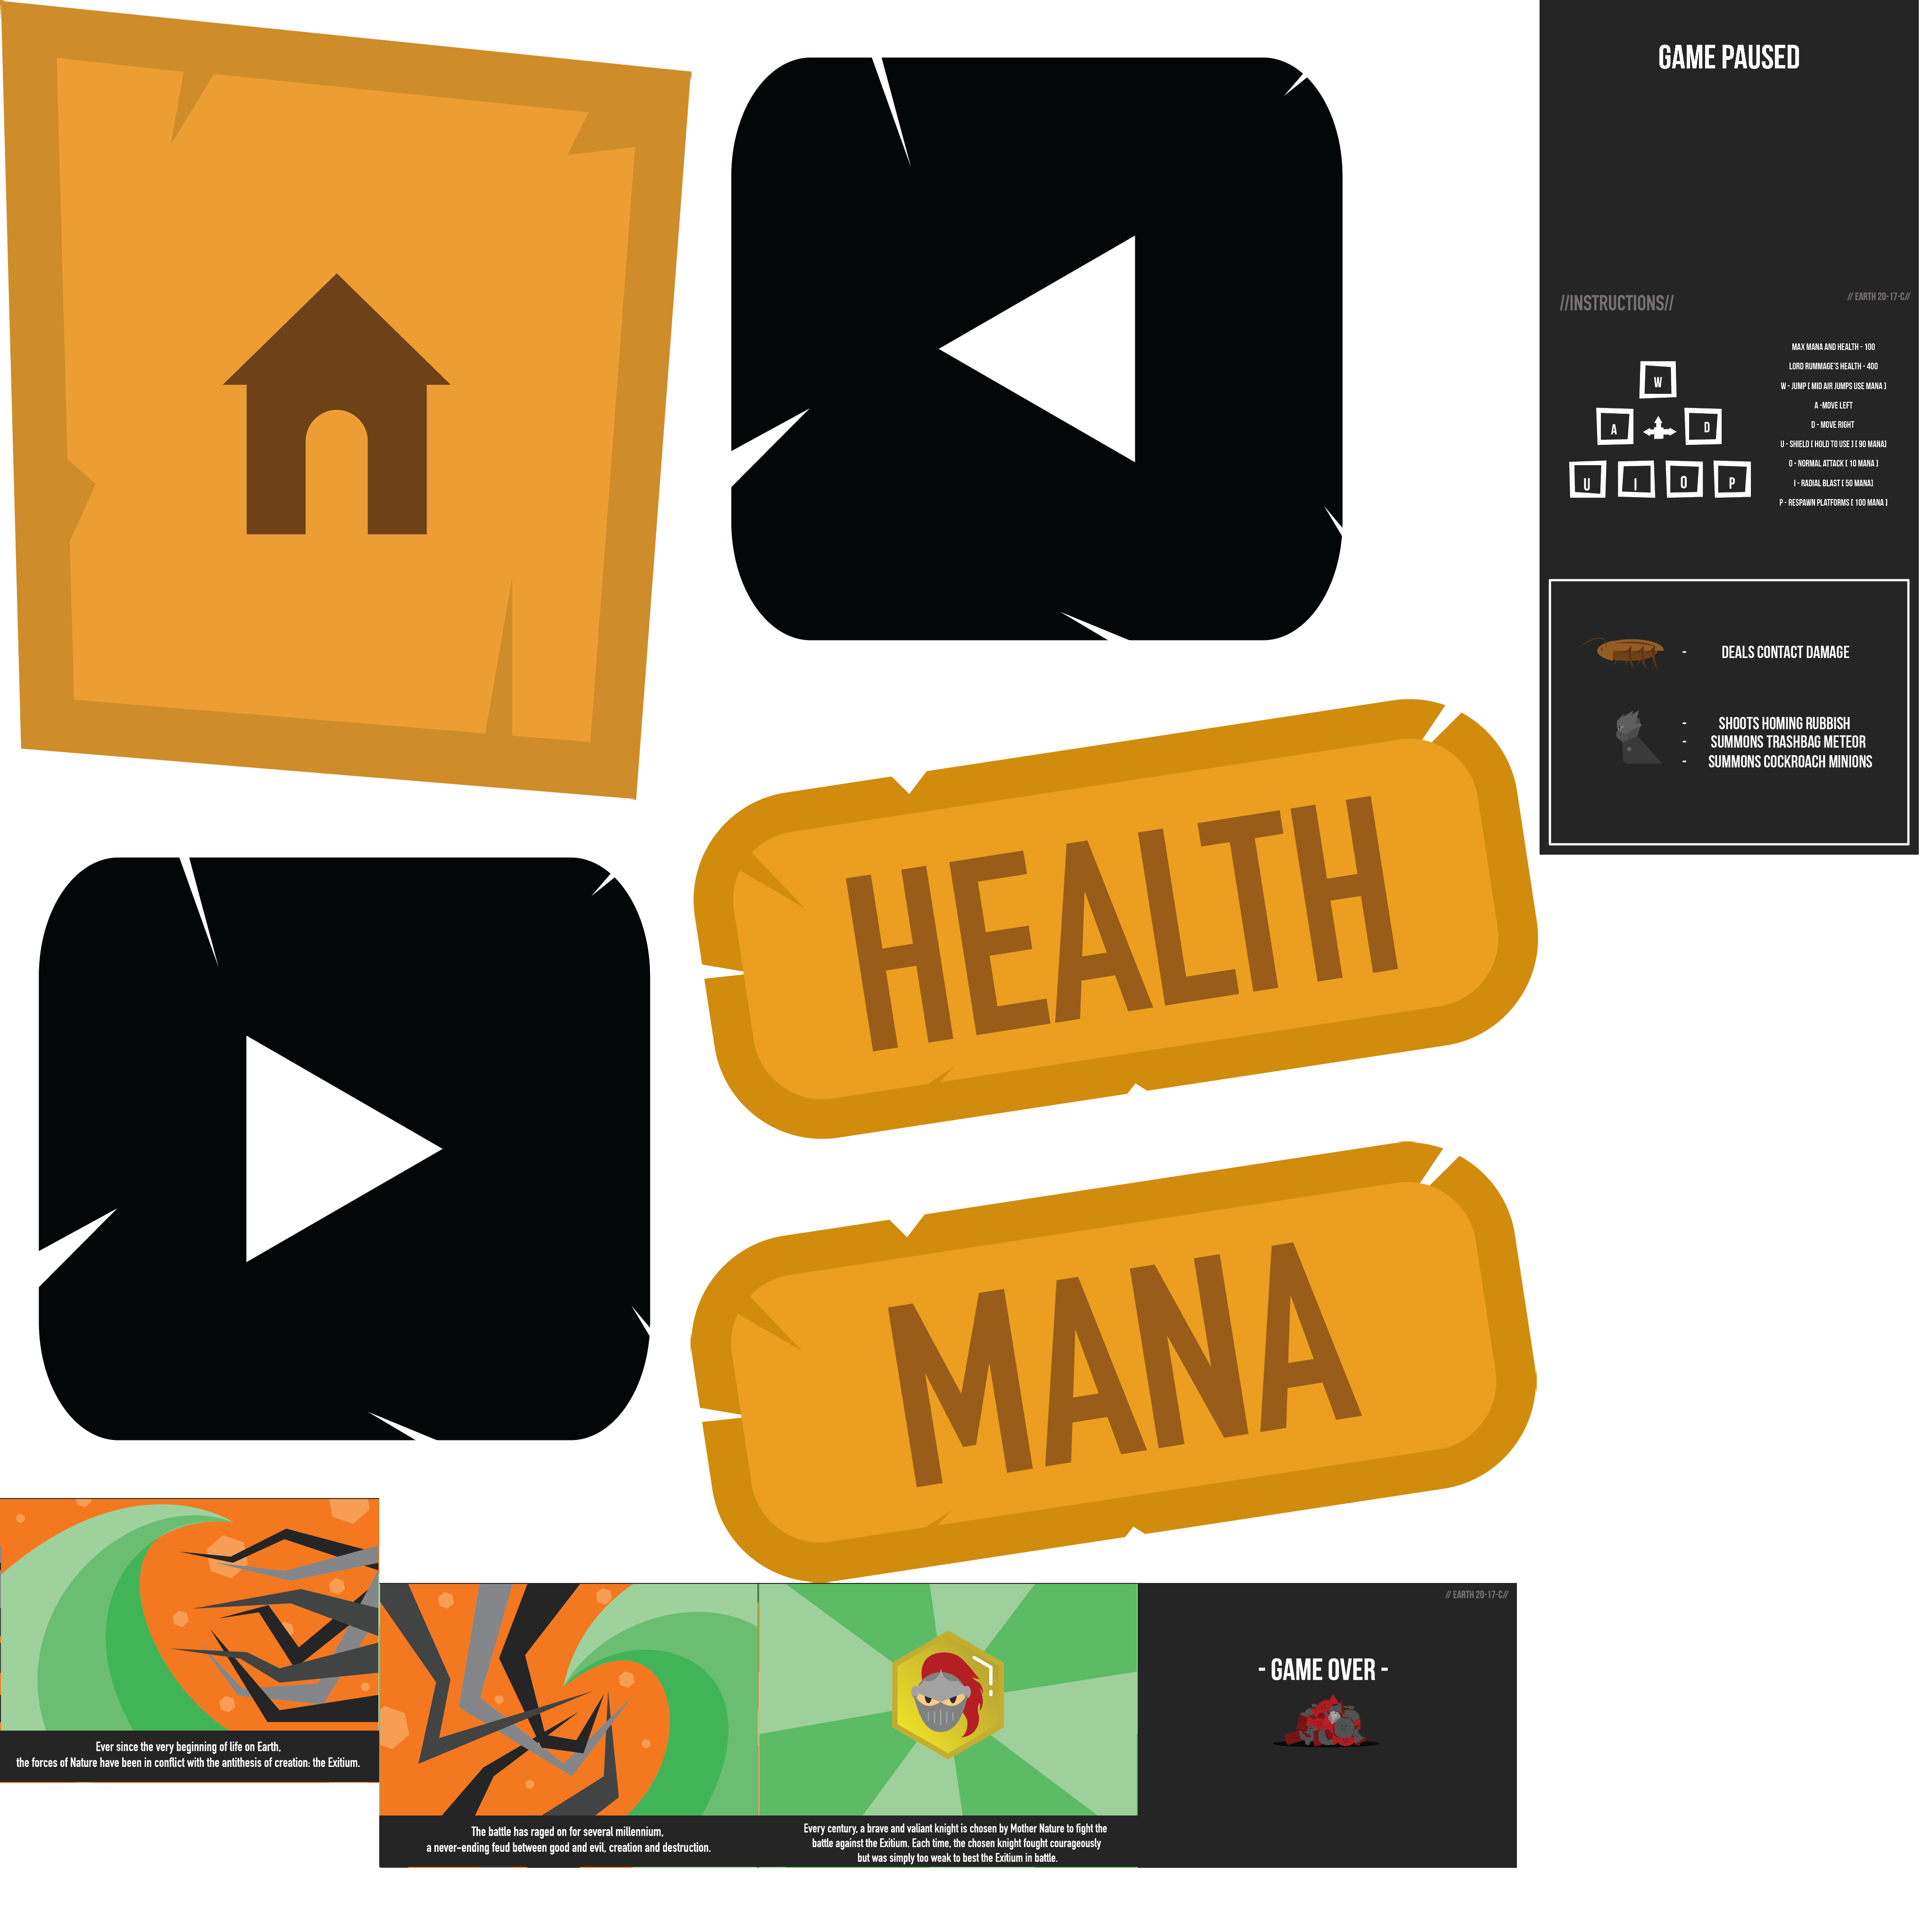 GAME PAUSED
//INSTRUCTIONS//
// EARTH 20-17-C//
W
A
D
U
I
O
P
MAX MANA AND HEALTH - 100
LORD RUMMAGE'S HEALTH - 400
W - JUMP [ MID AIR JUMPS USE MANA ]
A -MOVE LEFT
D - MOVE RIGHT
U - SHIELD [ HOLD TO USE ] [ 90 MANA]
O - NORMAL ATTACK [ 10 MANA ]
I - RADIAL BLAST [ 50 MANA]
P - RESPAWN PLATFORMS [ 100 MANA ]
- DEALS CONTACT DAMAGE
- SHOOTS HOMING RUBBISH
- SUMMONS TRASHBAG METEOR
- SUMMONS COCKROACH MINIONS
HEALTH
MANA
Ever since the very beginning of life on Earth,
the forces of Nature have been in conflict with the antithesis of creation: the Exitium.
The battle has raged on for several millennium,
a never-ending feud between good and evil, creation and destruction.
Every century, a brave and valiant knight is chosen by Mother Nature to fight the
battle against the Exitium. Each time, the chosen knight fought courageously
but was simply too weak to best the Exitium in battle.
// EARTH 20-17-C//
- GAME OVER -